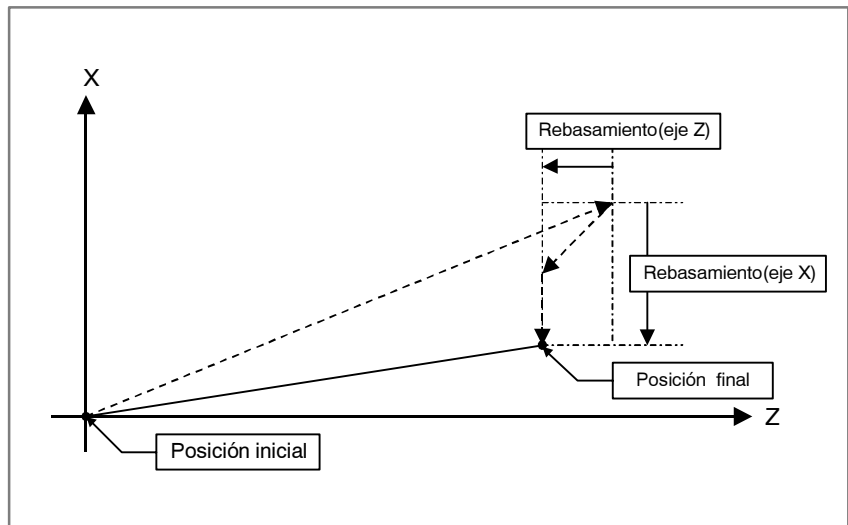 X
Rebasamiento(eje Z)
Rebasamiento(eje X)
Posición final
Z
Posición inicial